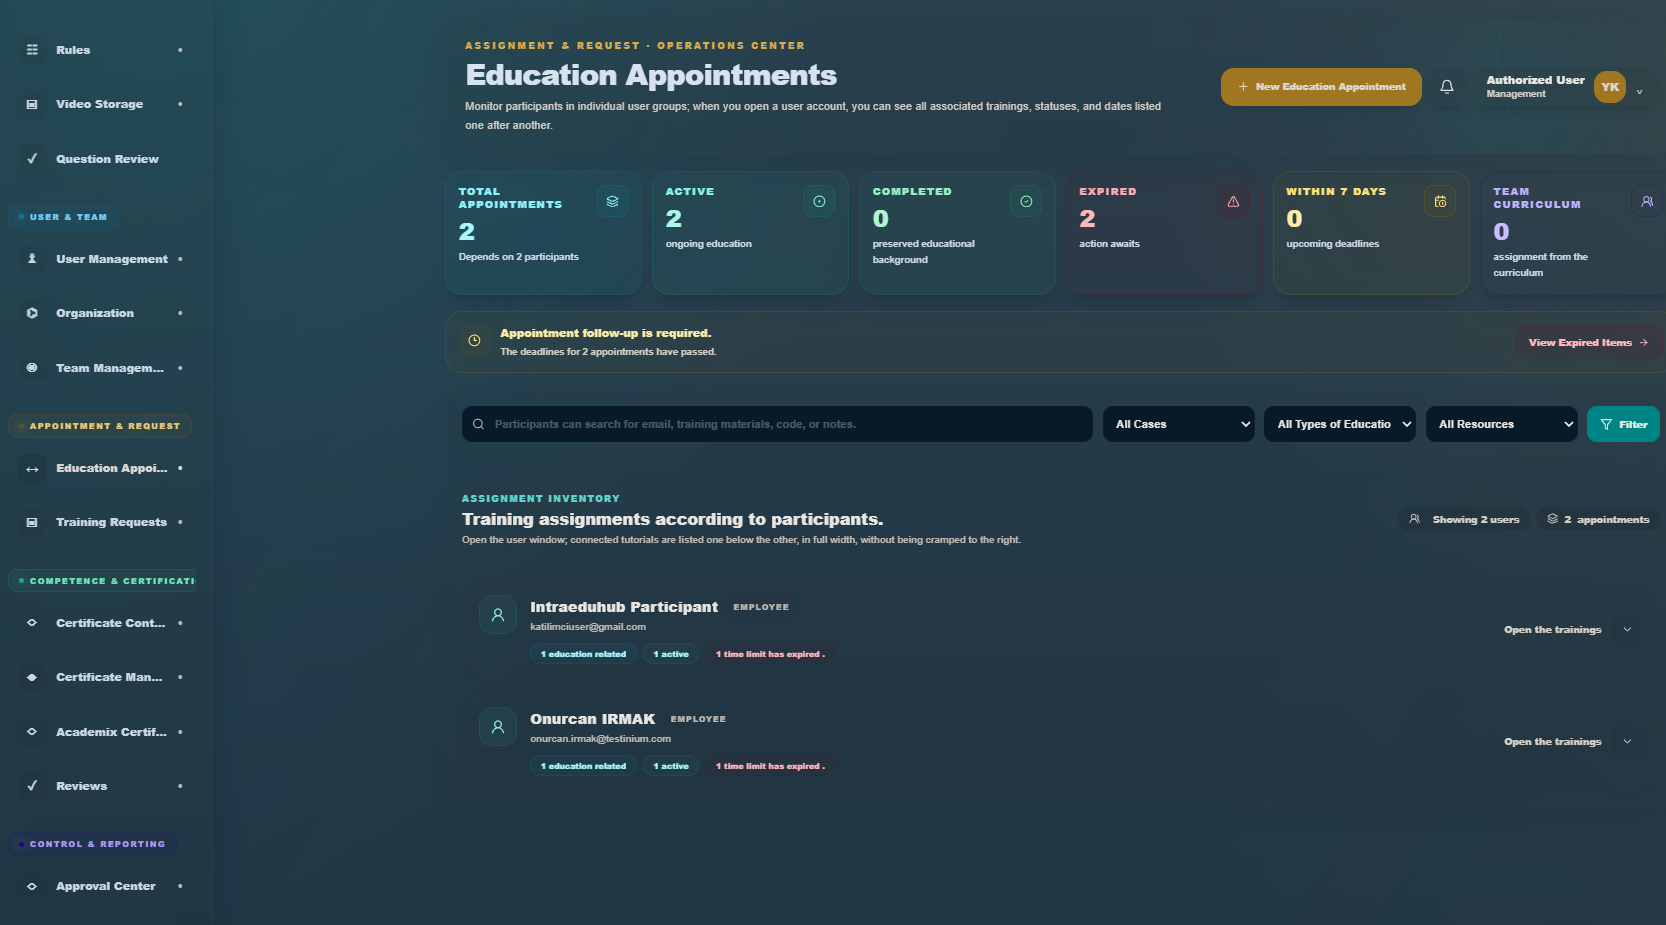 Rules
Video Storage
Question Review
USER & TEAM
User Management
Organization
Team Managem...
APPOINTMENT & REQUEST
Education Appoi...
Training Requests
COMPETENCE & CERTIFICATI
Certificate Cont...
Certificate Man...
Academix Certif...
Reviews
CONTROL & REPORTING
Approval Center
ASSIGNMENT & REQUEST - OPERATIONS CENTER
Education Appointments
Monitor participants in individual user groups; when you open a user account, you can see all associated trainings, statuses, and dates listed
one after another.
+ New Education Appointment
Authorized User
Management
YK
TOTAL
APPOINTMENTS
2
Depends on 2 participants
ACTIVE
2
ongoing education
COMPLETED
0
preserved educational
background
EXPIRED
2
action awaits
WITHIN 7 DAYS
0
upcoming deadlines
TEAM
CURRICULUM
0
assignment from the
curriculum
Appointment follow-up is required.
The deadlines for 2 appointments have passed.
View Expired Items →
Participants can search for email, training materials, code, or notes.
All Cases
All Types of Educatio
All Resources
Filter
ASSIGNMENT INVENTORY
Training assignments according to participants.
Open the user window; connected tutorials are listed one below the other, in full width, without being cramped to the right.
Showing 2 users
2 appointments
Intraeduhub Participant EMPLOYEE
katilimciuser@gmail.com
1 education related 1 active 1 time limit has expired .
Open the trainings
Onurcan IRMAK EMPLOYEE
onurcan.irmak@testinium.com
1 education related 1 active 1 time limit has expired .
Open the trainings